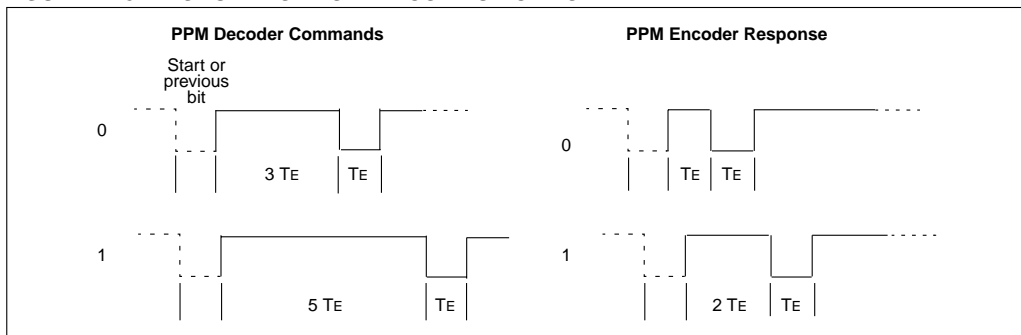 PPM Decoder Commands
PPM Encoder Response
Start or
previous
bit
0
3 TE
TE
0
TE
TE
1
5 TE
TE
1
2 TE
TE